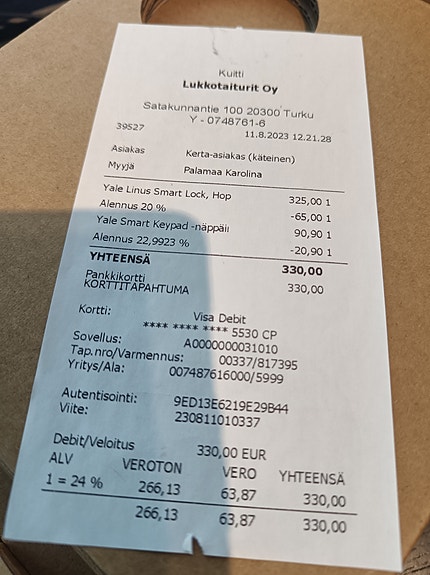 Kuitti
Lukkotaiturit Oy
Satakunnantie 100 20300 Turku
Y - 0748761-6
39527 11.8.2023 12.21.28
Asiakas Kerta-asiakas (käteinen)
Myyjä Palamaa Karolina
Yale Linus Smart Lock, Hop 325,00 1
Alennus 20 % -65,00 1
Yale Smart Keypad -näppäii 90,90 1
Alennus 22,9923 % -20,90 1
YHTEENSÄ 330,00
Pankkikortti 330,00
KORTTITAPAHTUMA
Kortti: Visa Debit
**** **** **** 5530 CP
Sovellus: A0000000031010
Tap.nro/Varmennus: 00337/817395
Yritys/Ala: 007487616000/5999
Autentisointi: 9ED13E6219E29B44
Viite: 230811010337
Debit/Veloitus 330,00 EUR
ALV VEROTON VERO YHTEENSÄ
1 = 24 % 266,13 63,87 330,00
266,13 63,87 330,00